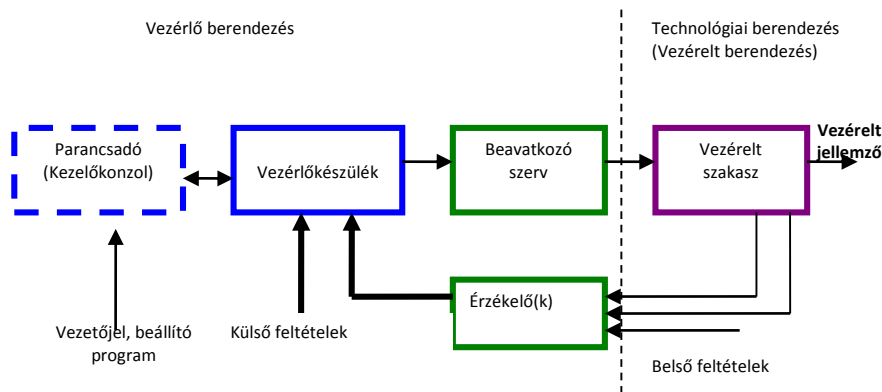 Vezérlő berendezés
Technológiai berendezés
(Vezérelt berendezés)
Parancsadó
(Kezelőkonzol)
Vezérlőkészülék
Beavatkozó
szerv
Vezérelt
szakasz
Vezérelt
jellemző
Érzékelő(k)
Vezetőjel, beállító
program
Külső feltételek
Belső feltételek